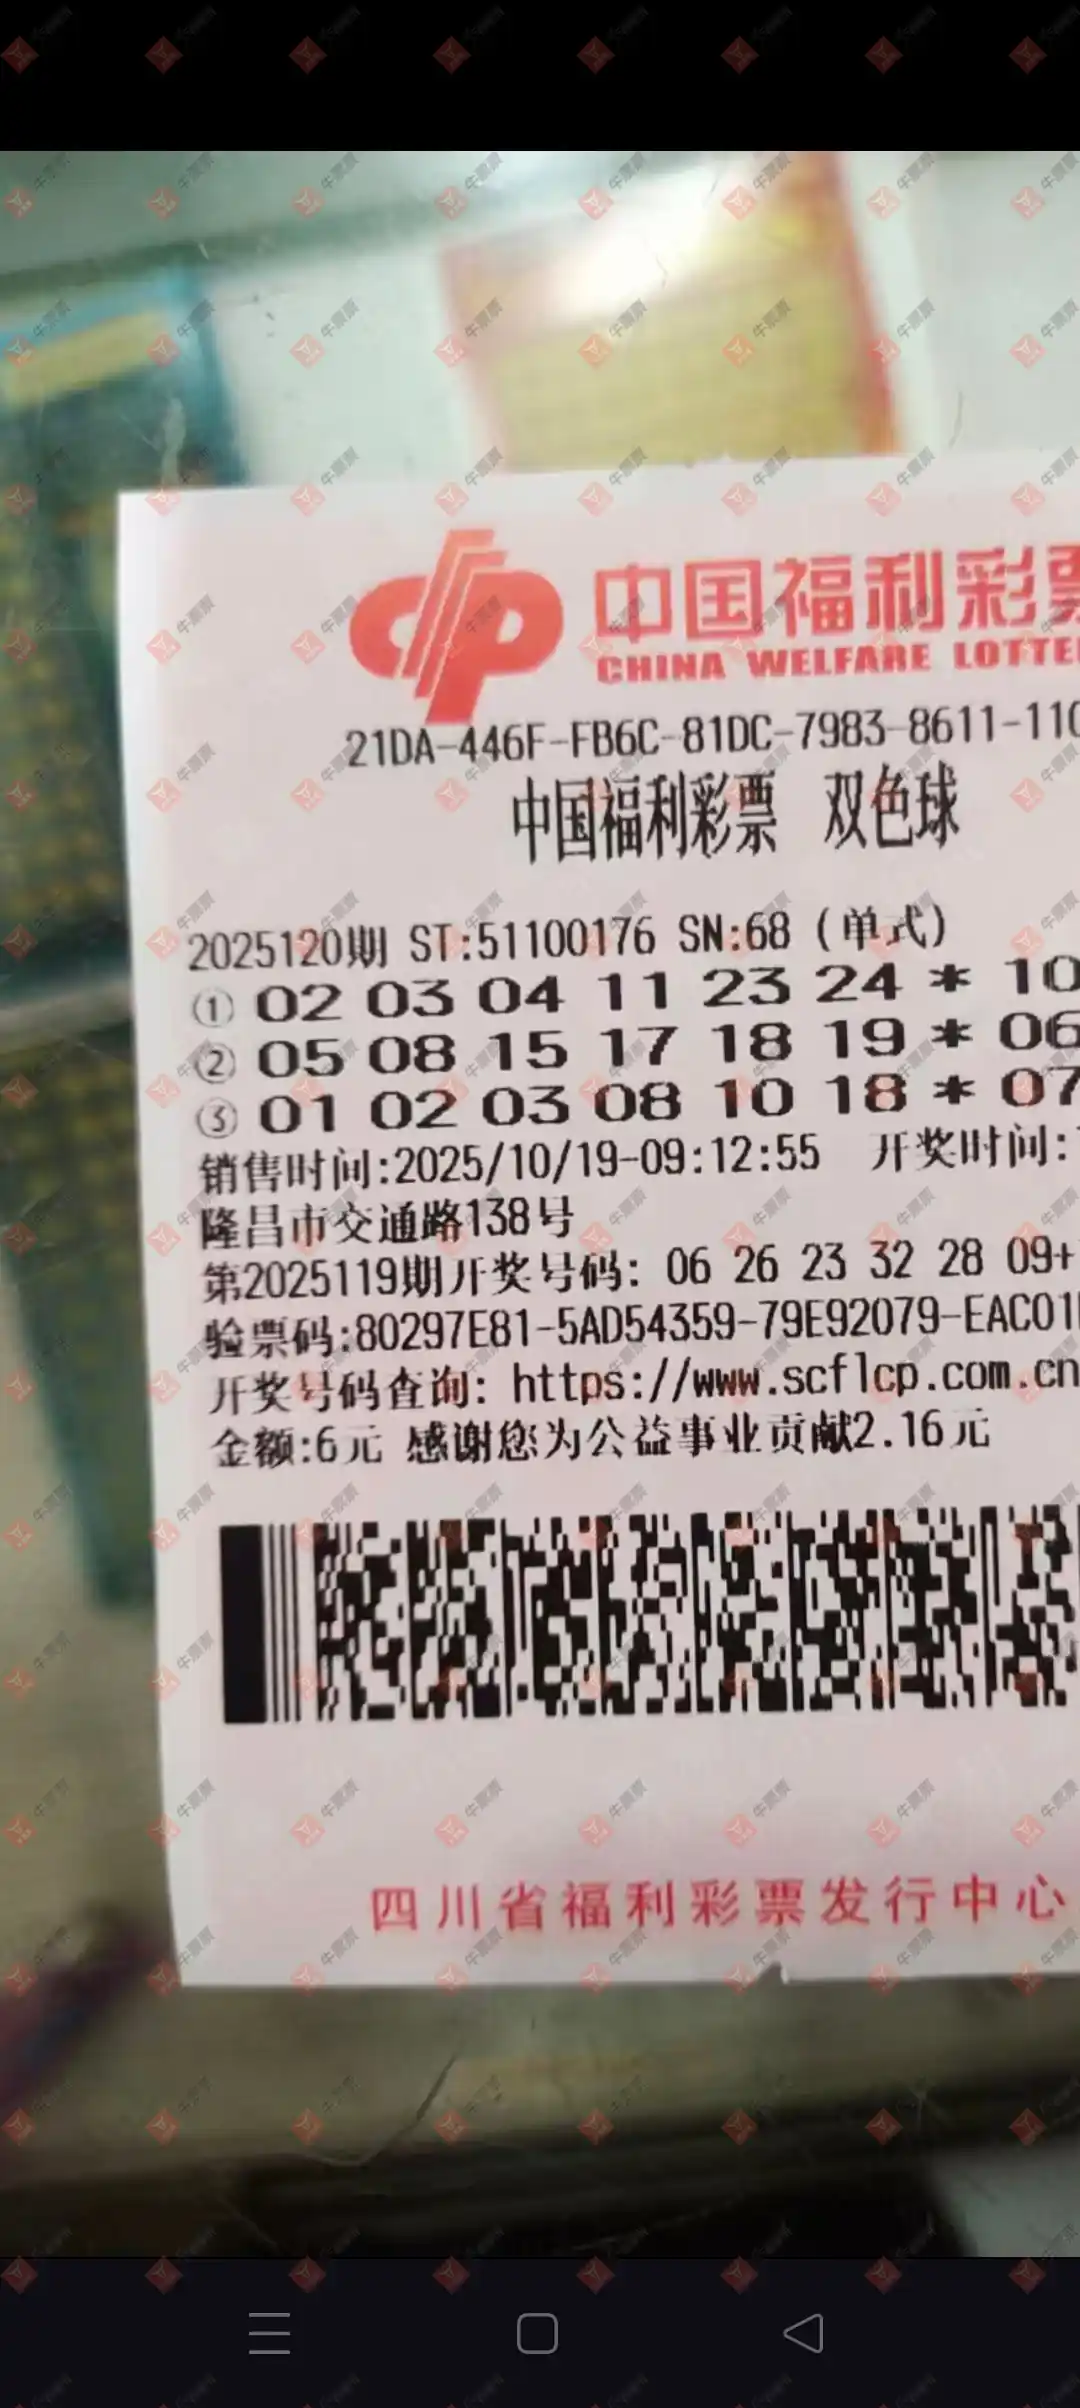 中国福利彩
CHINA WELFARE LOTTE
21DA-446F-FB6C-81DC-7983-8611-110
中国福利彩票 双色球
2025120期 ST:51100176 SN:68 (单式)
① 02 03 04 11 23 24 * 10
② 05 08 15 17 18 19 * 06
③ 01 02 03 08 10 18 * 07
销售时间:2025/10/19-09:12:55 开奖时间:
隆昌市交通路138号
第2025119期开奖号码: 06 26 23 32 28 09+
验票码:80297E81-5AD54359-79E92079-EAC01
开奖号码查询: https://www.scflcp.com.cn
金额:6元 感谢您为公益事业贡献2.16元
四川省福利彩票发行中心
牛票票